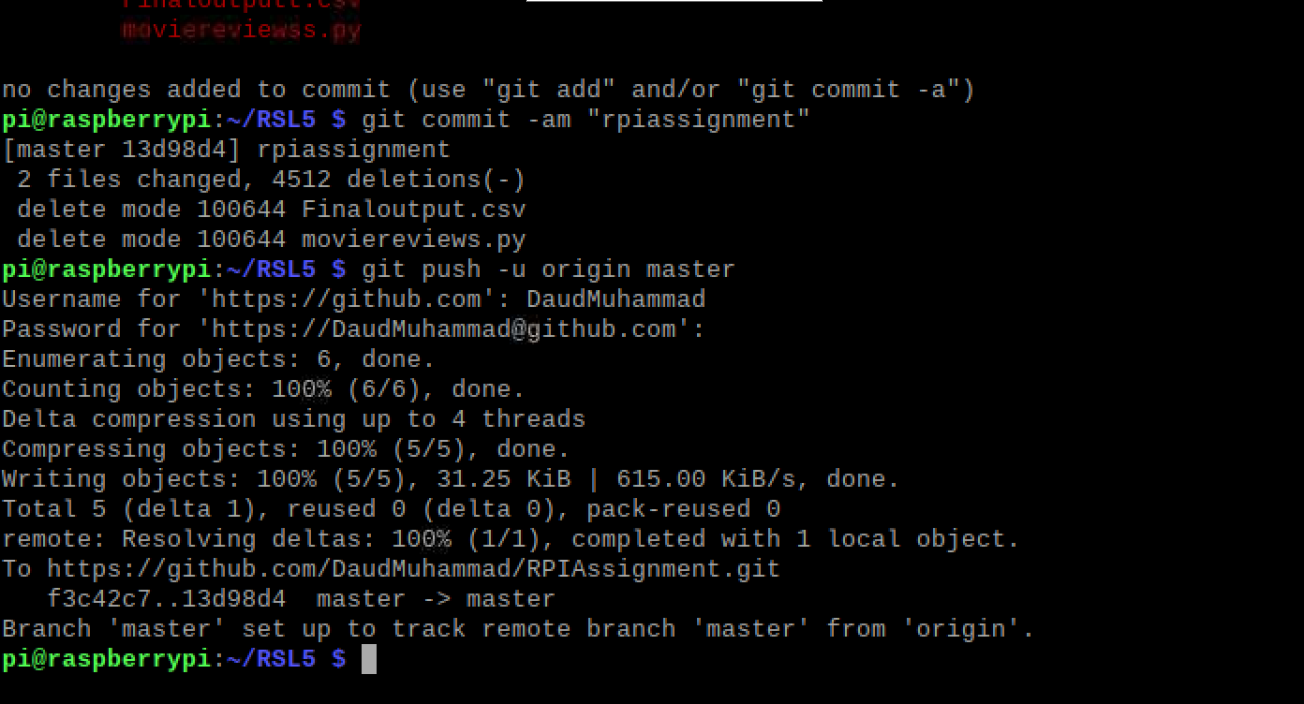 Finaloutputt.csv
moviereviewss.py
no changes added to commit (use "git add" and/or "git commit -a")
pi@raspberrypi:~/RSL5 $ git commit -am "rpiassignment"
[master 13d98d4] rpiassignment
 2 files changed, 4512 deletions(-)
 delete mode 100644 Finaloutput.csv
 delete mode 100644 moviereviews.py
pi@raspberrypi:~/RSL5 $ git push -u origin master
Username for 'https://github.com': DaudMuhammad
Password for 'https://DaudMuhammad@github.com':
Enumerating objects: 6, done.
Counting objects: 100% (6/6), done.
Delta compression using up to 4 threads
Compressing objects: 100% (5/5), done.
Writing objects: 100% (5/5), 31.25 KiB | 615.00 KiB/s, done.
Total 5 (delta 1), reused 0 (delta 0), pack-reused 0
remote: Resolving deltas: 100% (1/1), completed with 1 local object.
To https://github.com/DaudMuhammad/RPIAssignment.git
   f3c42c7..13d98d4  master -> master
Branch 'master' set up to track remote branch 'master' from 'origin'.
pi@raspberrypi:~/RSL5 $